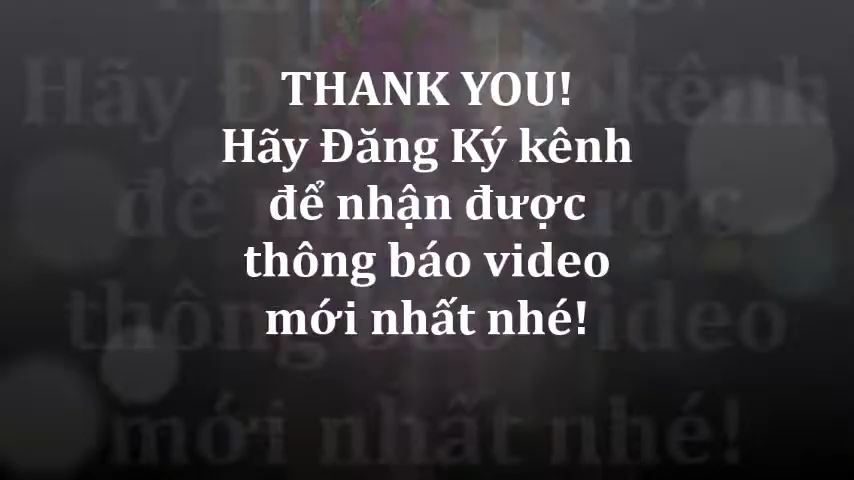 THANK YOU!
Hãy Đăng Ký kênh
để nhận được
thông báo video
mới nhất nhé!